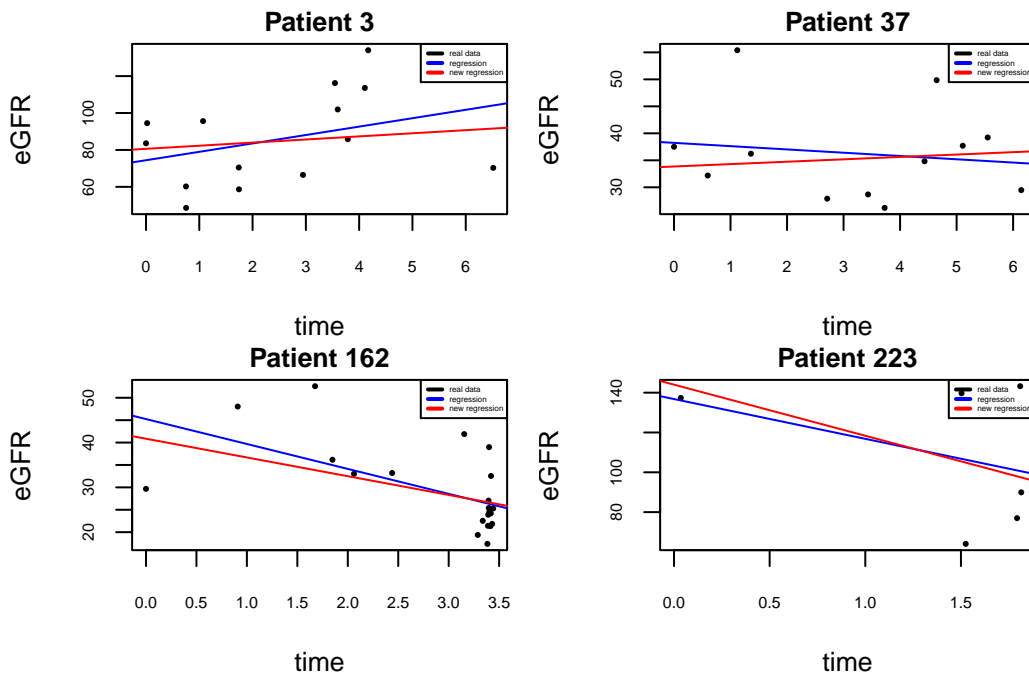 Patient 3
real data
regression
new regression
eGFR
60 80 100
0 1 2 3 4 5 6
time
Patient 37
real data
regression
new regression
eGFR
30 40 50
0 1 2 3 4 5 6
time
Patient 162
real data
regression
new regression
eGFR
20 30 40 50
0.0 0.5 1.0 1.5 2.0 2.5 3.0 3.5
time
Patient 223
real data
regression
new regression
eGFR
80 100 140
0.0 0.5 1.0 1.5
time